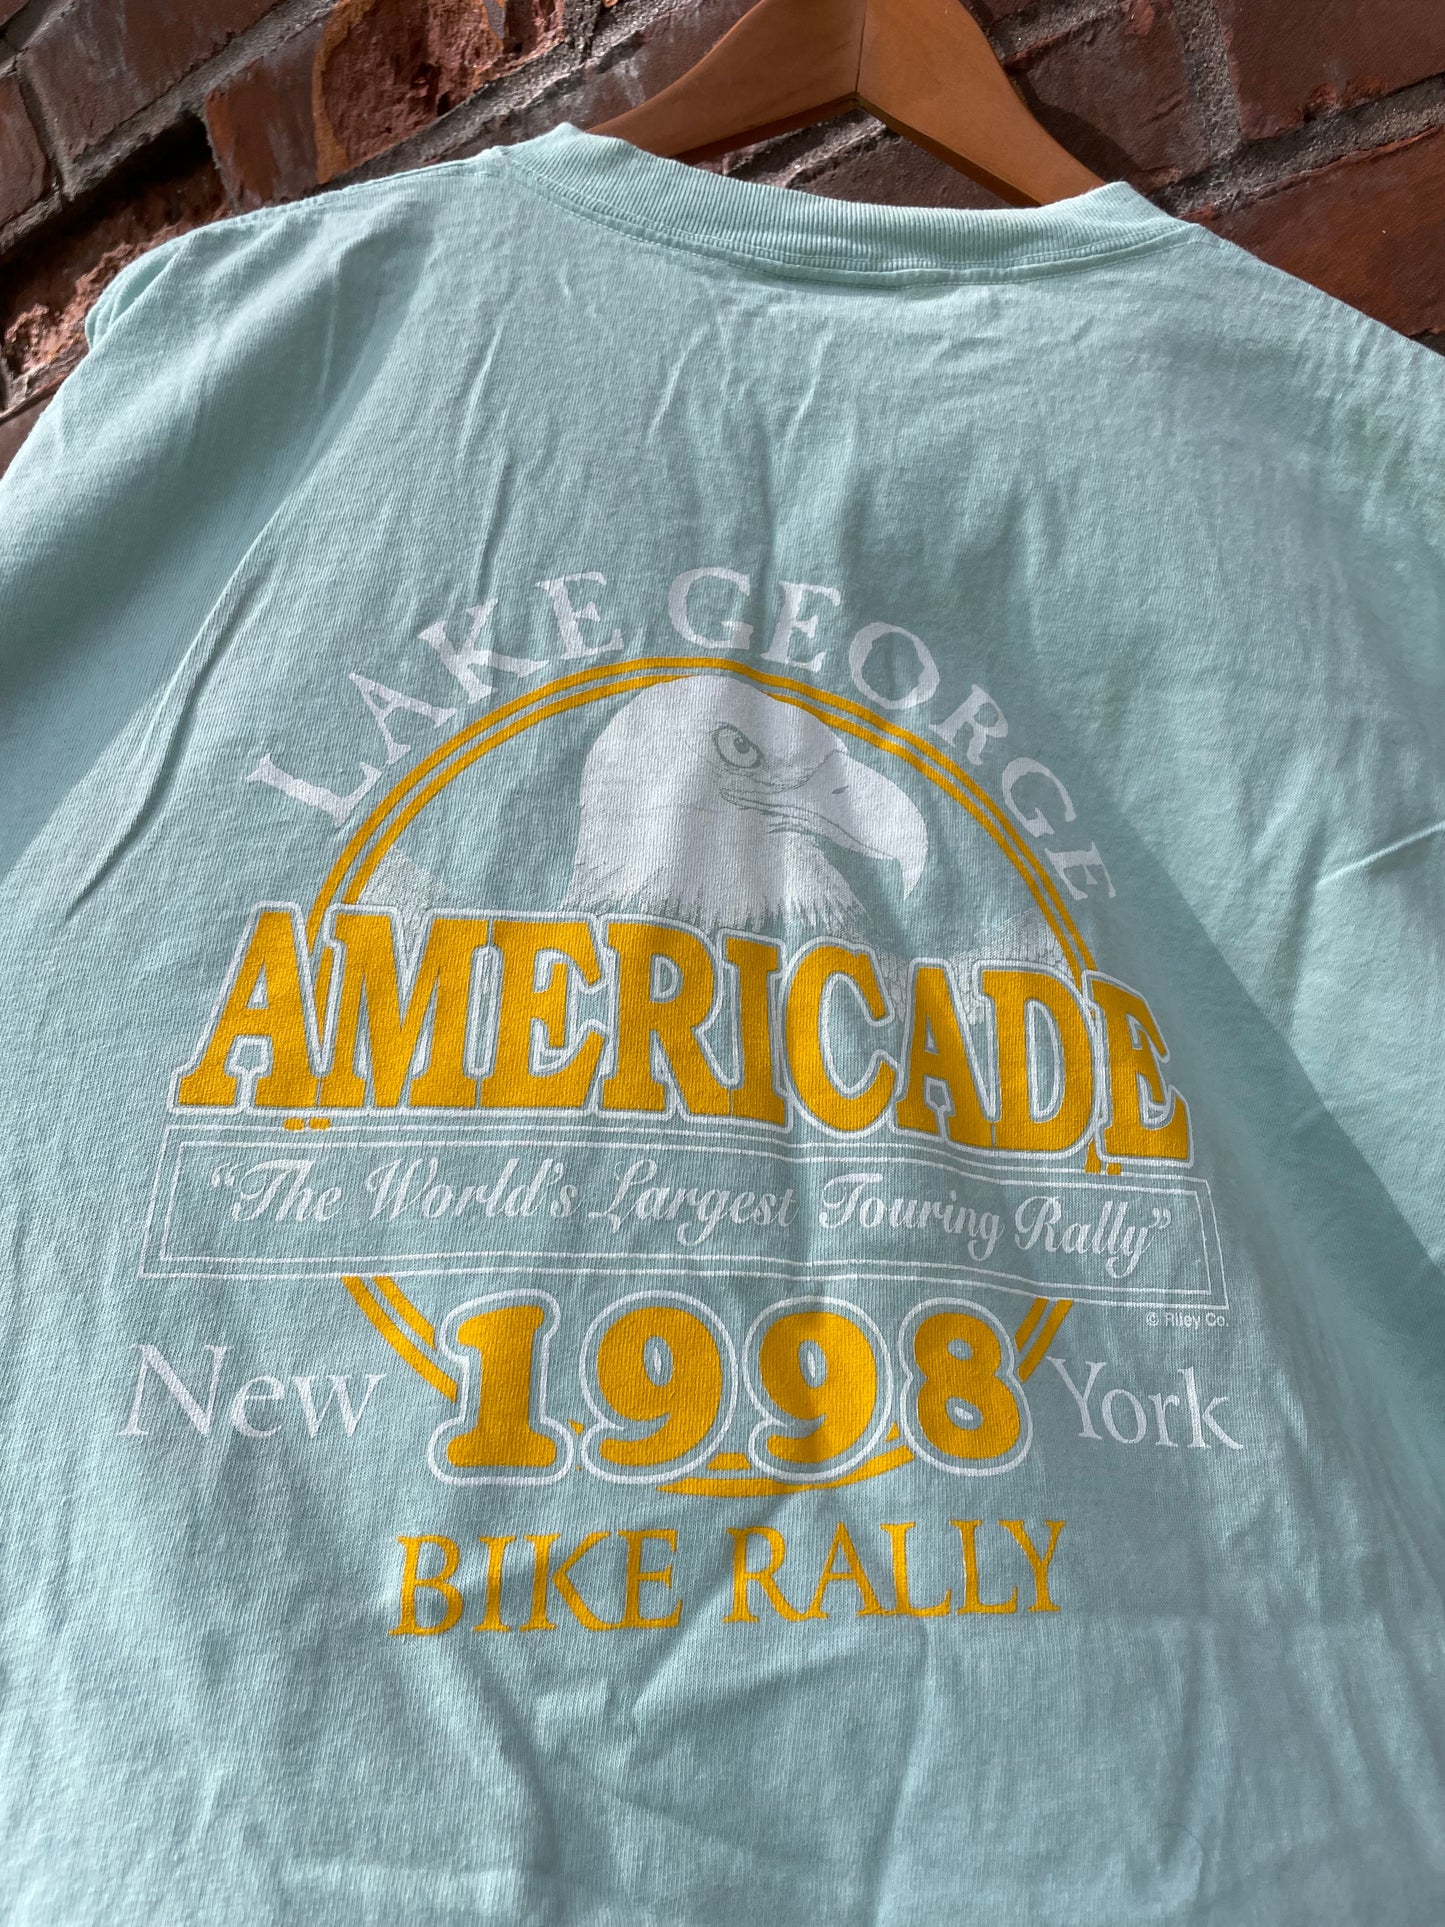 LAKE GEORGE
AMERICADE
"The World's Largest Touring Rally"
© Riley Co.
New 1998 York
BIKE RALLY